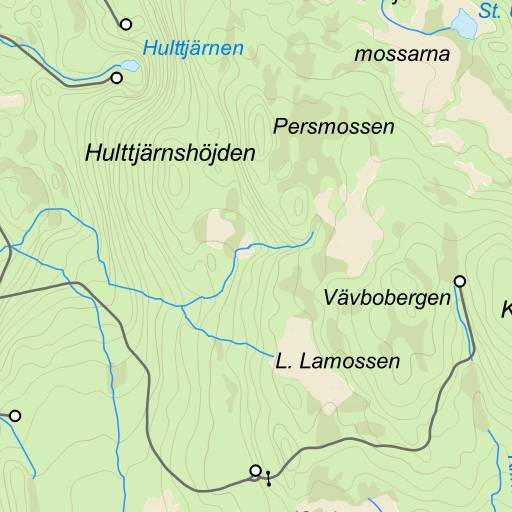 St.
Hulttjärnen
mossarna
Persmossen
Hulttjärnshöjden
Vävbobergen
K
L. Lamossen